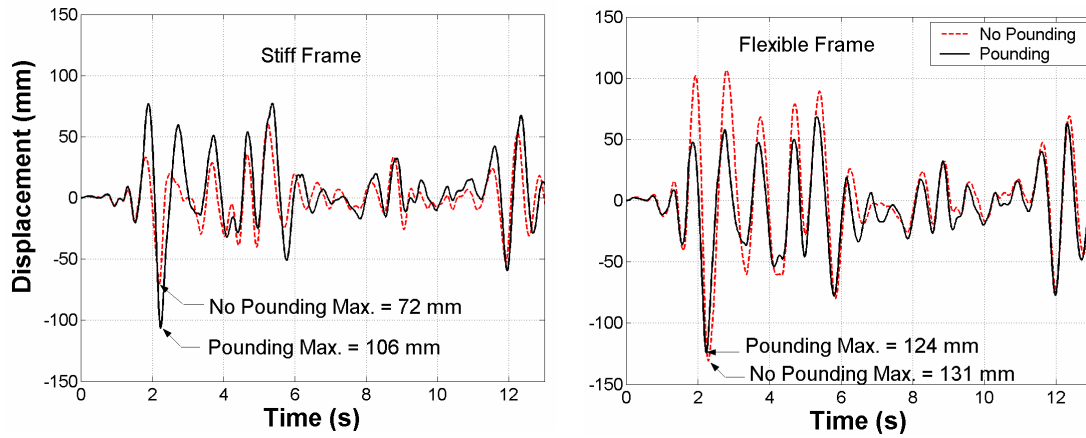 Stiff Frame
Displacement (mm)
150
100
50
0
-50
-100
-150
No Pounding Max. = 72 mm
Pounding Max. = 106 mm
0 2 4 6 8 10 12
Time (s)
Flexible Frame
No Pounding
Pounding
150
100
50
0
-50
-100
-150
Pounding Max. = 124 mm
No Pounding Max. = 131 mm
0 2 4 6 8 10 12
Time (s)